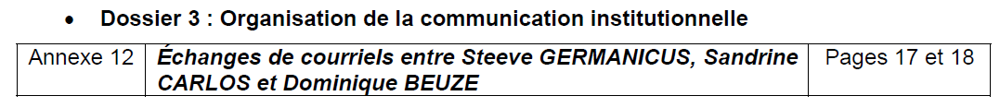 • Dossier 3 : Organisation de la communication institutionnelle
Annexe 12 Échanges de courriels entre Steeve GERMANICUS, Sandrine CARLOS et Dominique BEUZE Pages 17 et 18